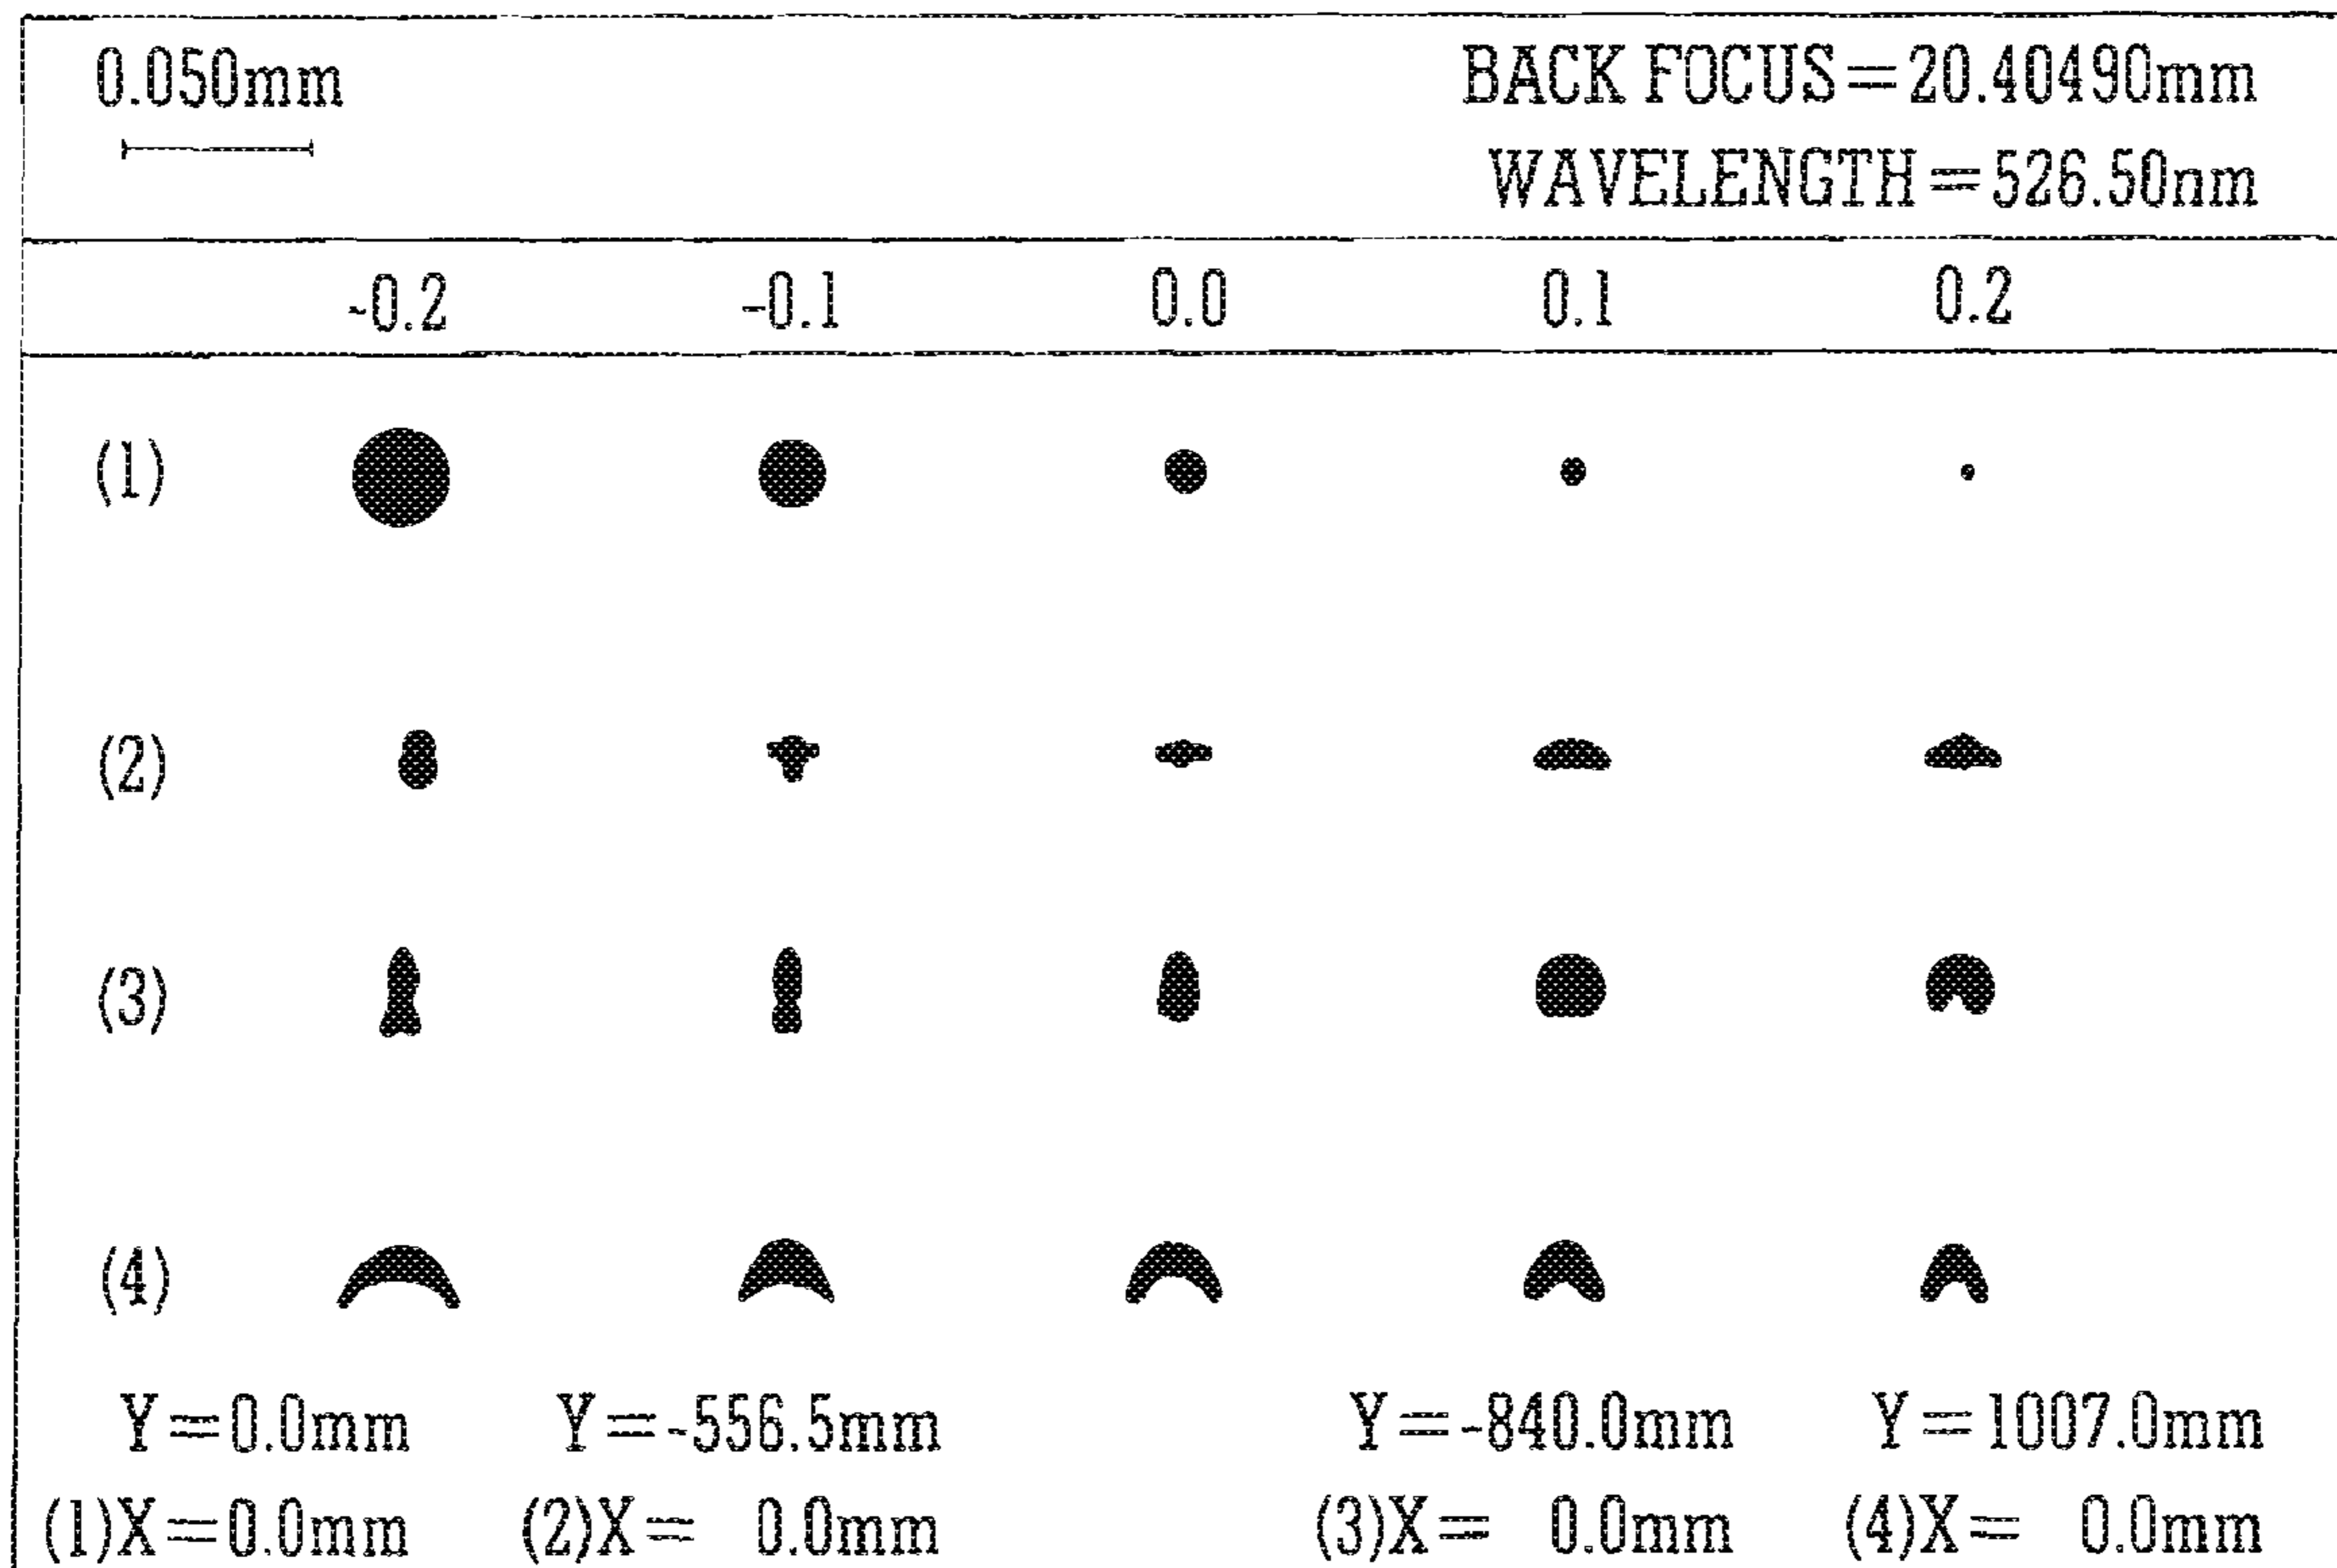 0.050mm
BACK FOCUS=20.40490mm
WAVELENGTH=526.50nm
-0.2 -0.1 0.0 0.1 0.2
(1)
(2)
(3)
(4)
Y=0.0mm Y=-556.5mm Y=-840.0mm Y=1007.0mm
(1)X=0.0mm (2)X= 0.0mm (3)X= 0.0mm (4)X= 0.0mm